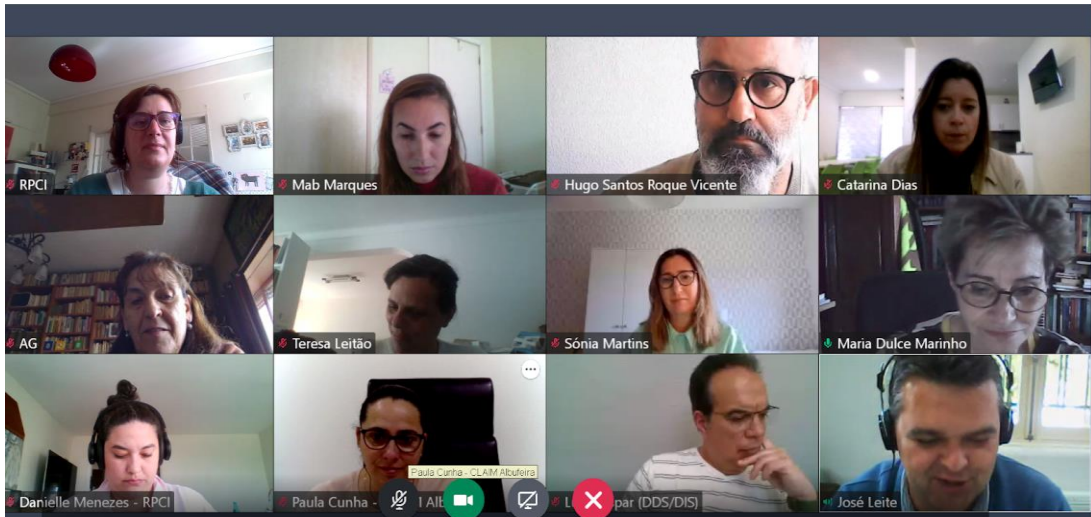 RPCI
Mab Marques
Hugo Santos Roque Vicente
Catarina Dias
AG
Teresa Leitão
Sónia Martins
Maria Dulce Marinho
Danielle Menezes - RPCI
Paula Cunha - CLAIM Albufeira
Paula Cunha -
(DDS/DIS)
José Leite